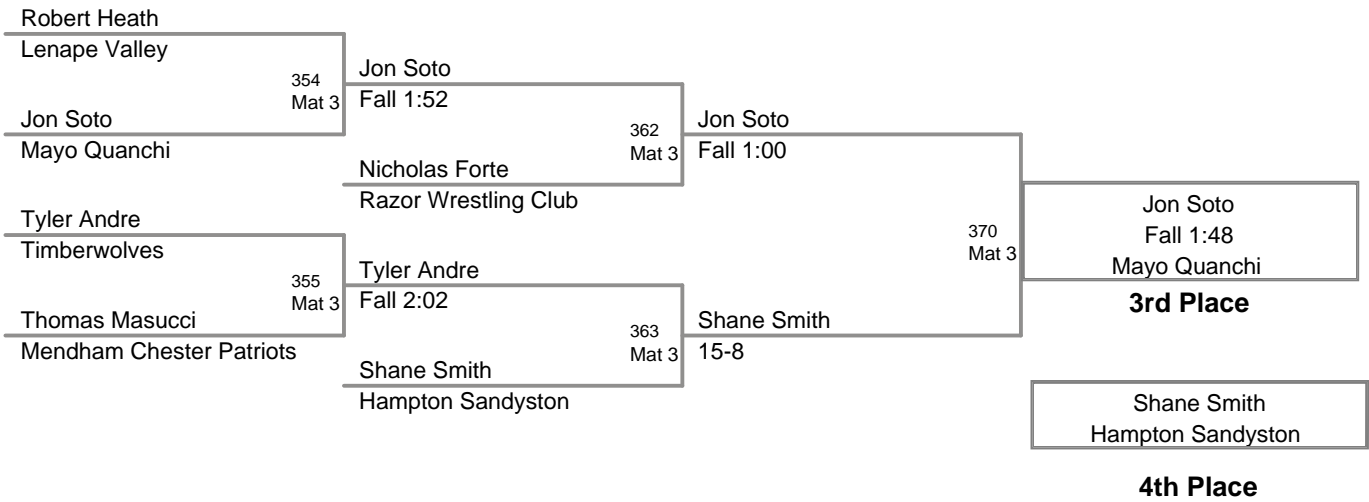 Robert Heath
Lenape Valley
354
Mat 3
Jon Soto
Mayo Quanchi
Jon Soto
Fall 1:52
362
Mat 3
Nicholas Forte
Razor Wrestling Club
Jon Soto
Fall 1:00
Tyler Andre
Timberwolves
355
Mat 3
Thomas Masucci
Mendham Chester Patriots
Tyler Andre
Fall 2:02
363
Mat 3
Shane Smith
Hampton Sandyston
Shane Smith
15-8
370
Mat 3
Jon Soto
Fall 1:48
Mayo Quanchi
3rd Place
Shane Smith
Hampton Sandyston
4th Place